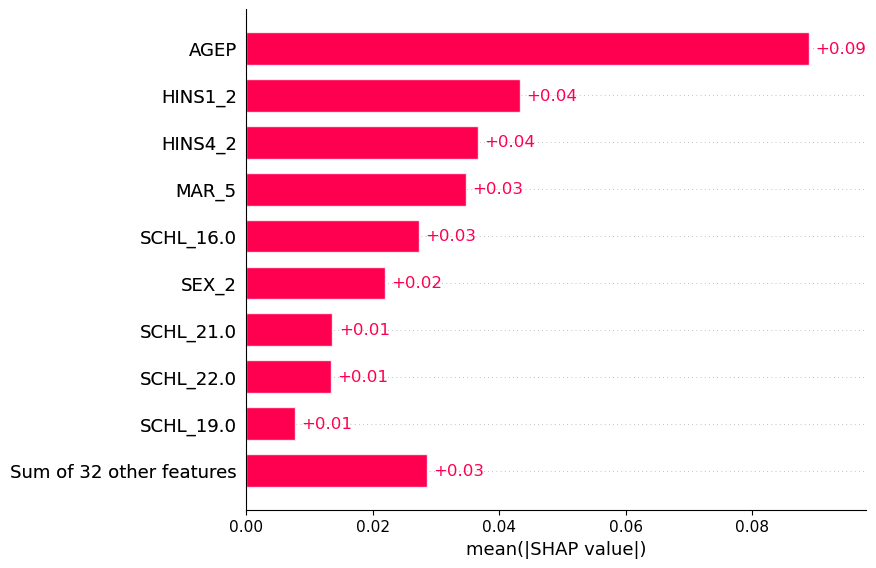 AGEP +0.09
HINS1_2 +0.04
HINS4_2 +0.04
MAR_5 +0.03
SCHL_16.0 +0.03
SEX_2 +0.02
SCHL_21.0 +0.01
SCHL_22.0 +0.01
SCHL_19.0 +0.01
Sum of 32 other features +0.03
0.00 0.02 0.04 0.06 0.08
mean(|SHAP value|)